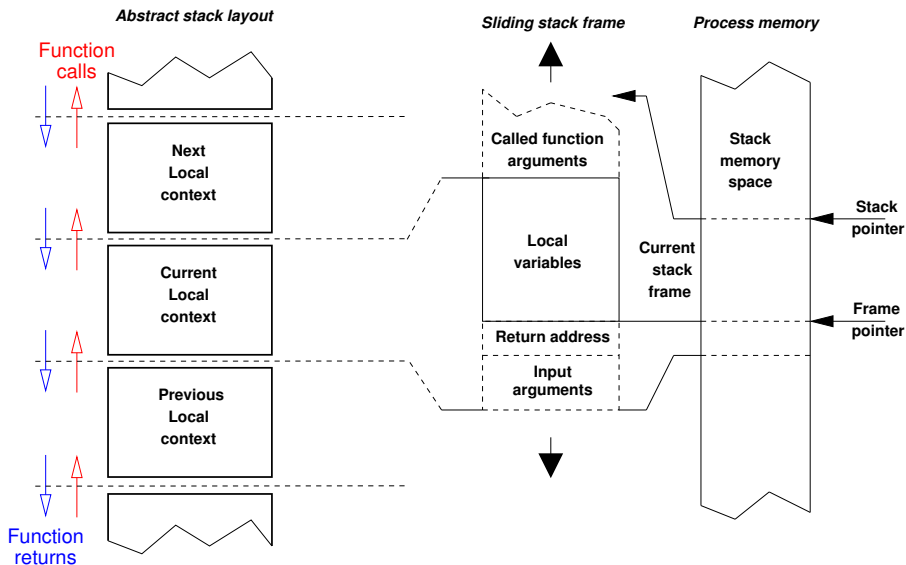 Abstract stack layout
Sliding stack frame
Process memory
Function
calls
Next
Local
context
Current
Local
context
Previous
Local
context
Function
returns
Called function
arguments
Local
variables
Return address
Input
arguments
Current
stack
frame
Stack
memory
space
Stack
pointer
Frame
pointer